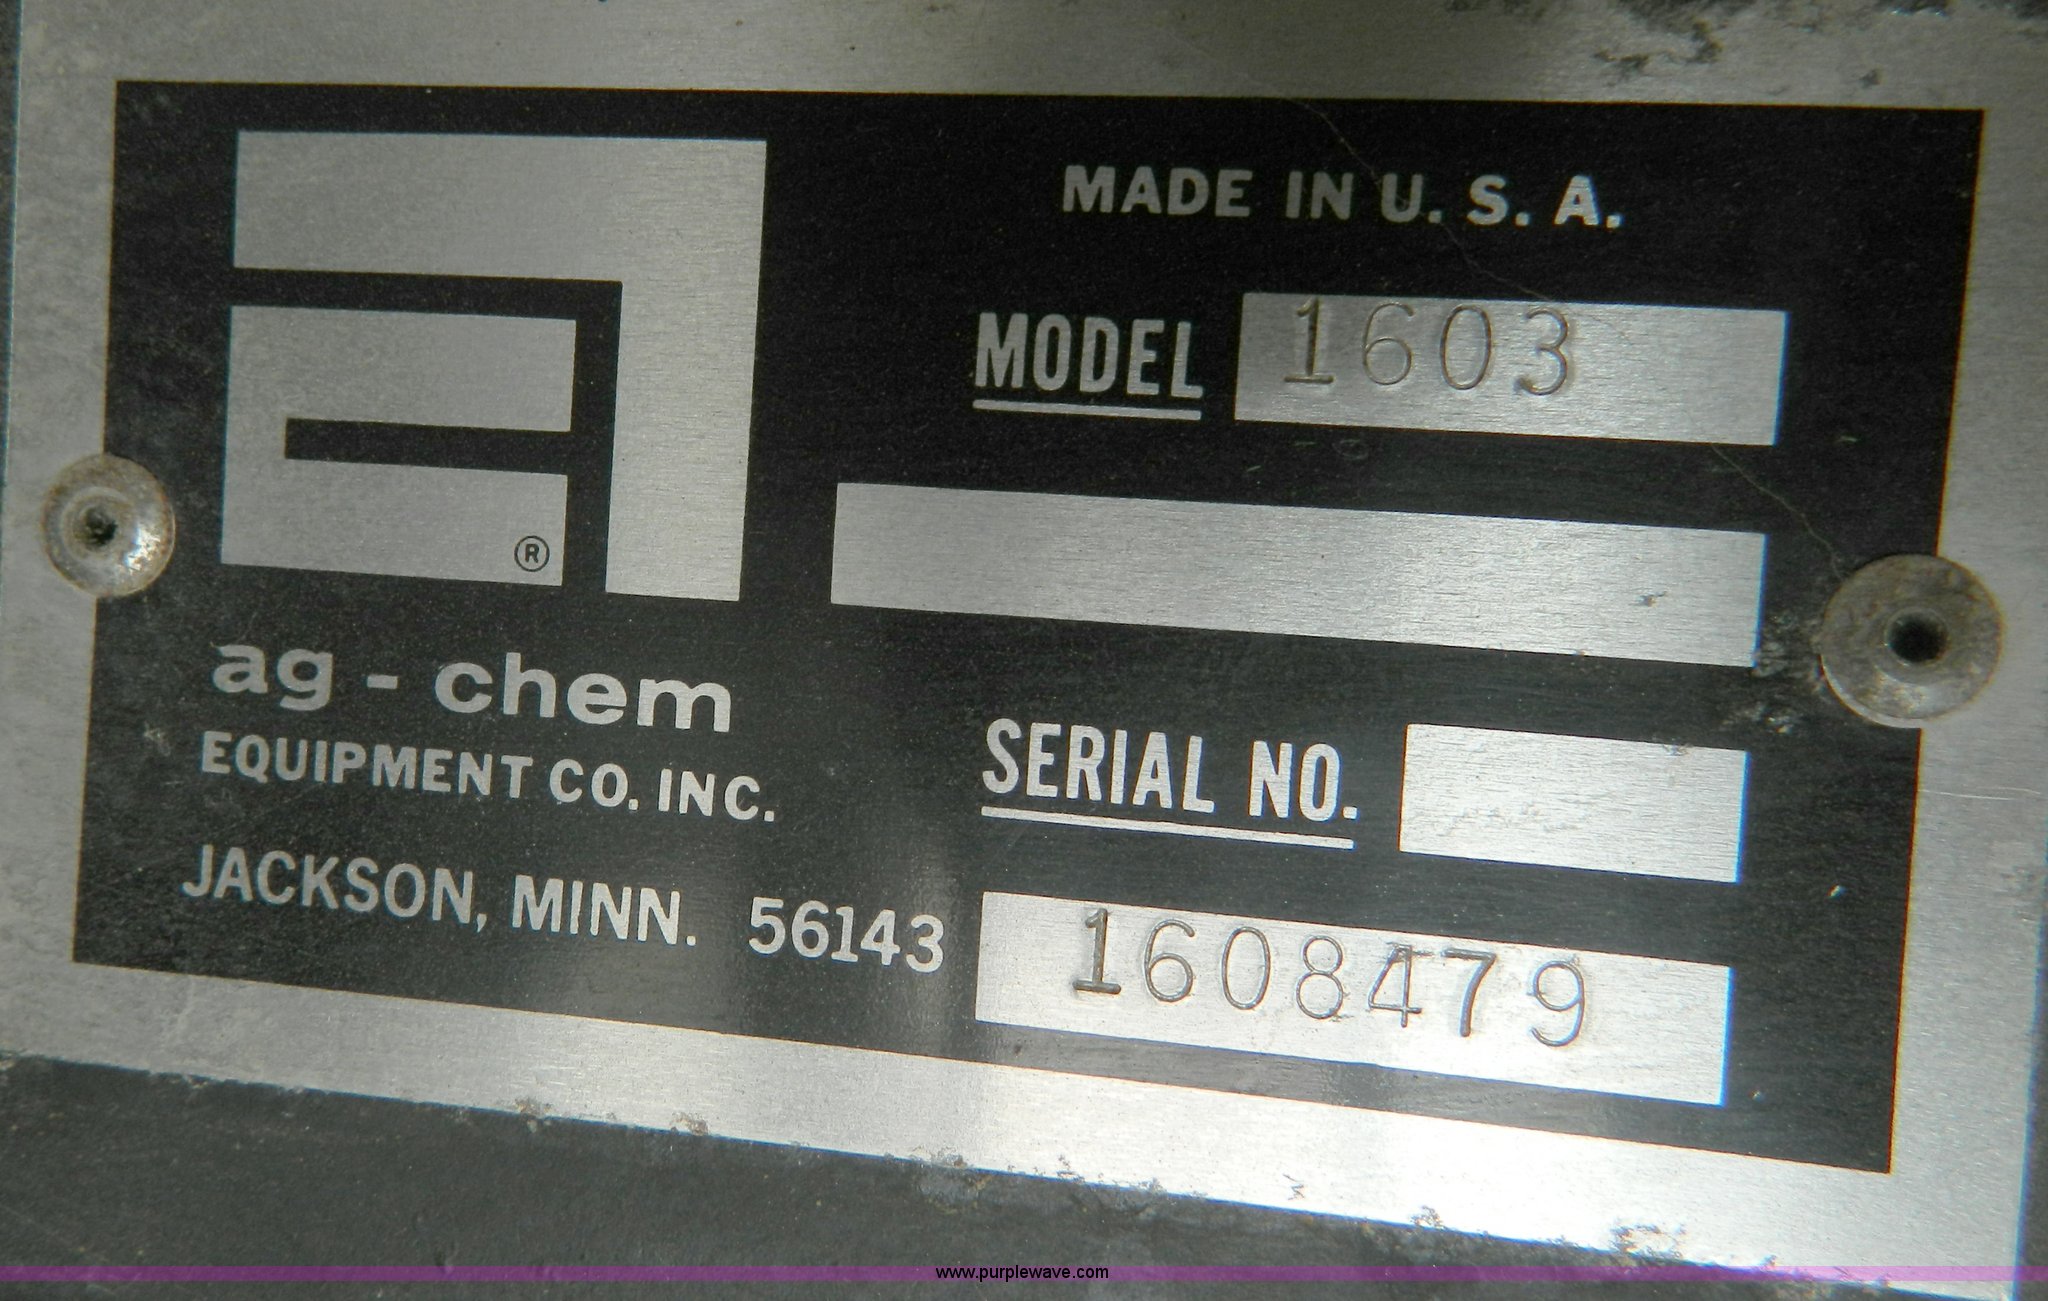 MADE IN U. S. A.
MODEL 1603
®
ag - chem
EQUIPMENT CO. INC.
JACKSON, MINN. 56143
SERIAL NO.
1608479
www.purplewave.com